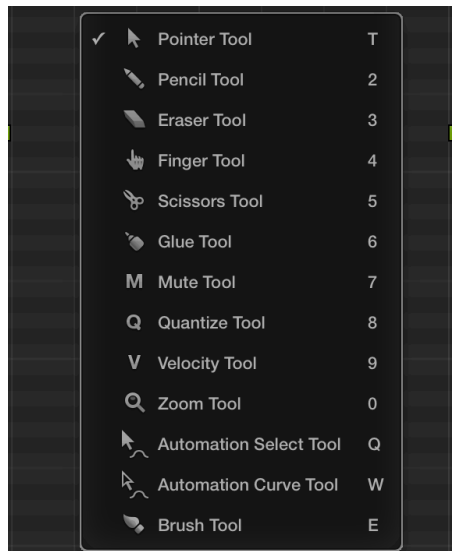 Pointer Tool T
Pencil Tool 2
Eraser Tool 3
Finger Tool 4
Scissors Tool 5
Glue Tool 6
M Mute Tool 7
Q Quantize Tool 8
V Velocity Tool 9
Zoom Tool 0
Automation Select Tool Q
Automation Curve Tool W
Brush Tool E